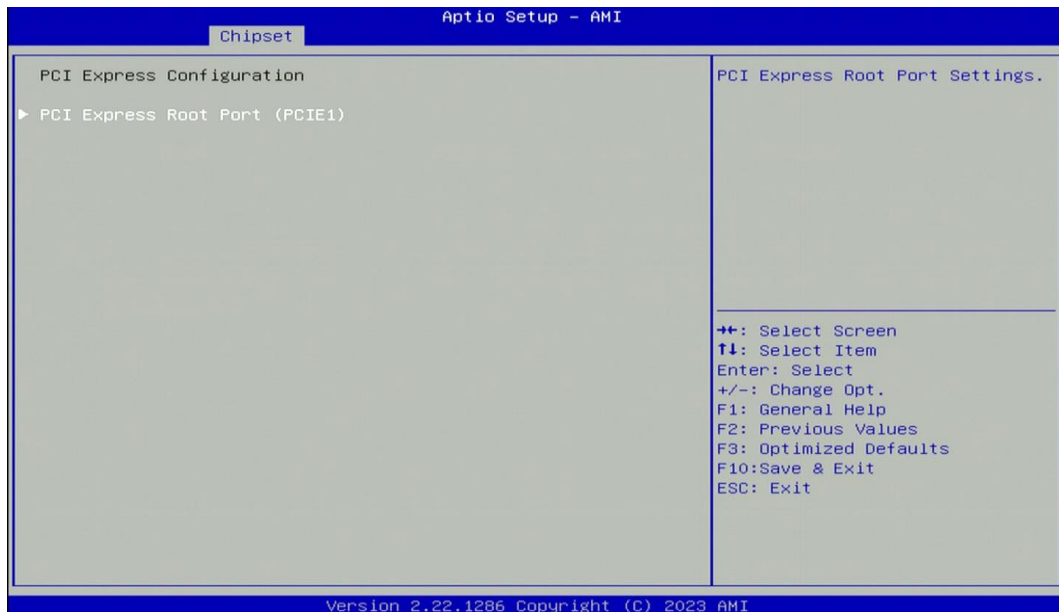 Aptio Setup – AMI
Chipset
PCI Express Configuration
▶ PCI Express Root Port (PCIE1)
PCI Express Root Port Settings.
→←: Select Screen
↑↓: Select Item
Enter: Select
+/-: Change Opt.
F1: General Help
F2: Previous Values
F3: Optimized Defaults
F10:Save & Exit
ESC: Exit
Version 2.22.1286 Copyright (C) 2023 AMI